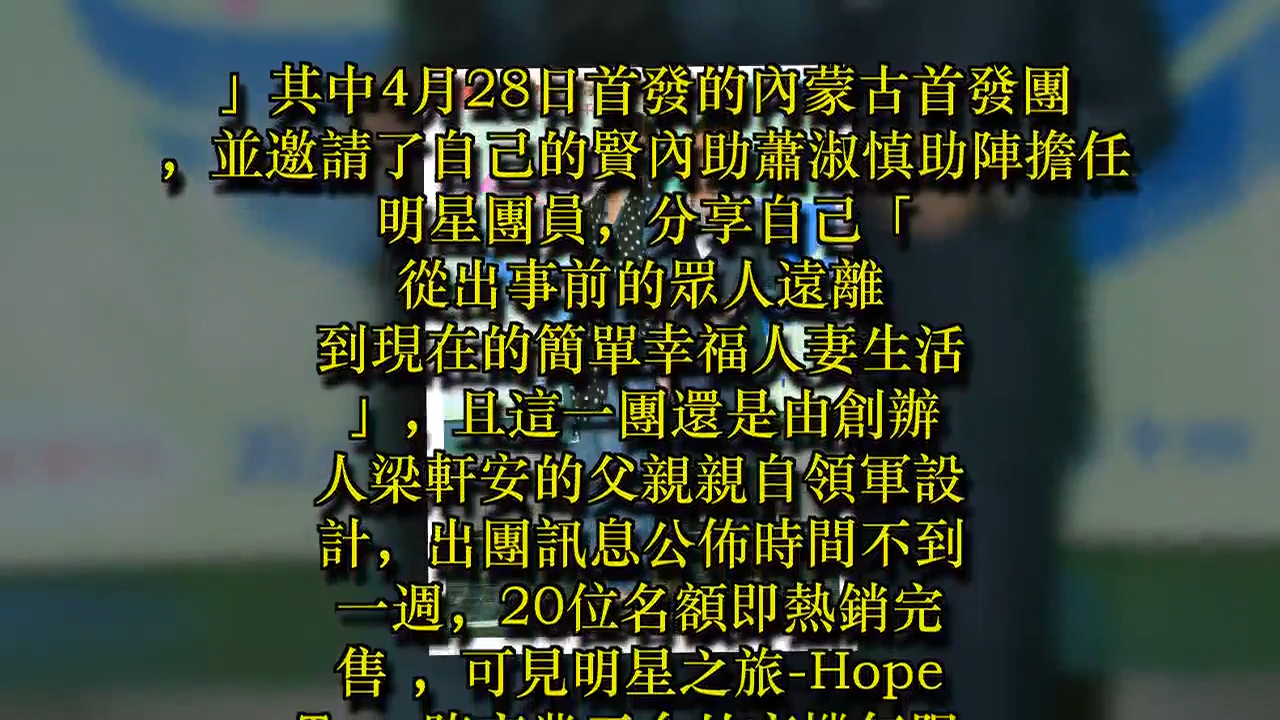 」其中4月28日首發的內蒙古首發團
，並邀請了自己的賢內助蕭淑慎助陣擔任
明星團員，分享自己「
從出事前的眾人遠離
到現在的簡單幸福人妻生活
」，且這一團還是由創辦
人梁軒安的父親親自領軍設
計，出團訊息公佈時間不到
一週，20位名額即熱銷完
售 ，可見明星之旅-Hope